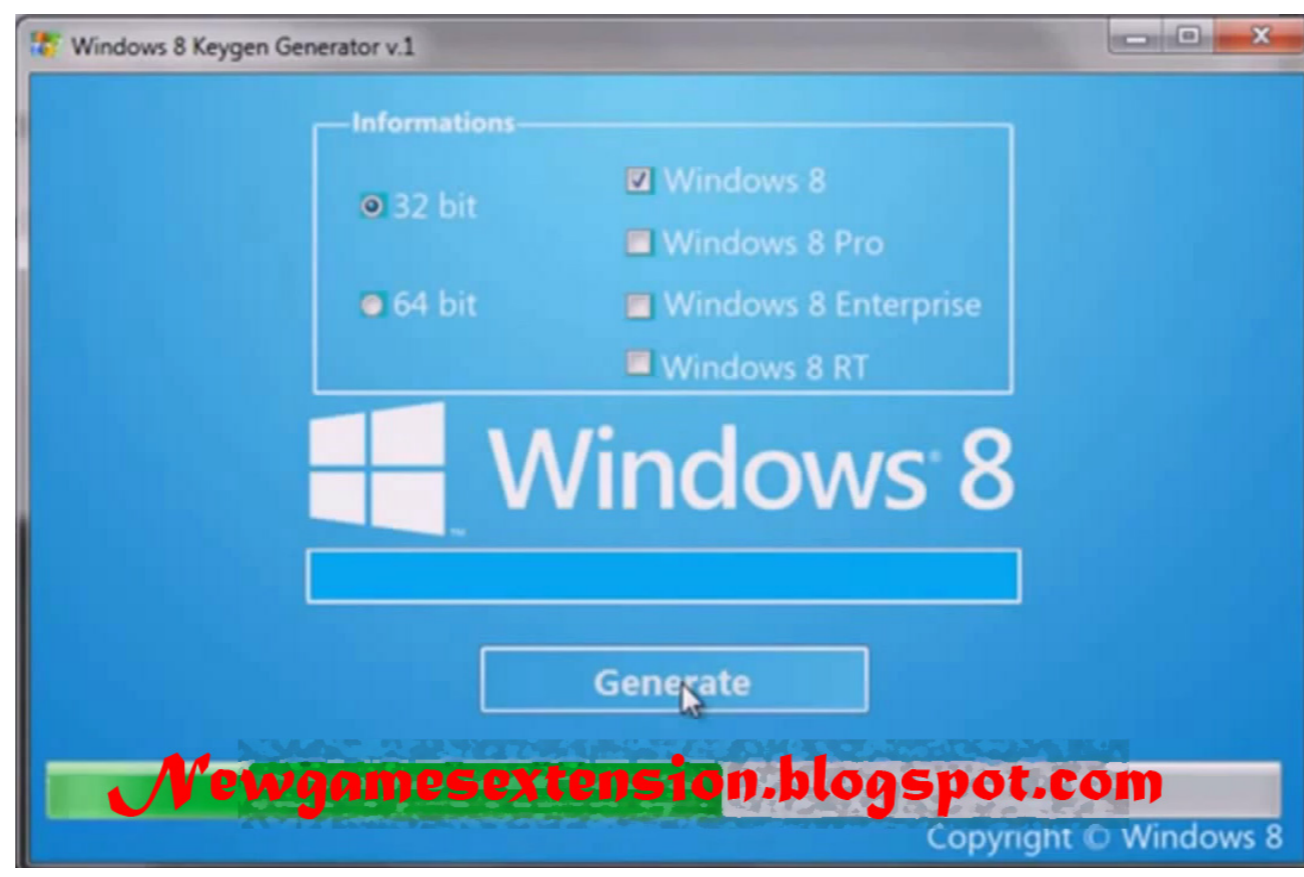 Windows 8 Keygen Generator v.1
Informations
32 bit
64 bit
Windows 8
Windows 8 Pro
Windows 8 Enterprise
Windows 8 RT
Windows® 8
™
Generate
Newgamesextension.blogspot.com
Copyright © Windows 8